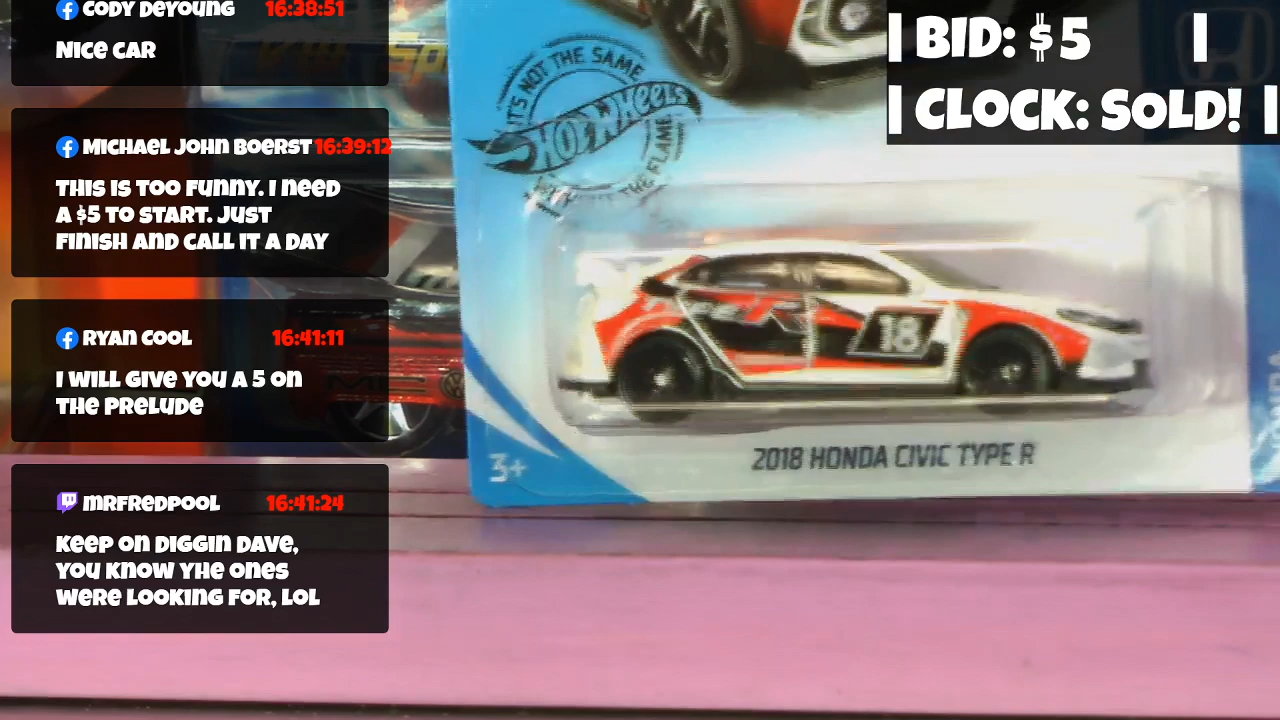 CODY DEYOUNG 16:38:51
NICE CAR
MICHAEL JOHN BOERST 16:39:12
THIS IS TOO FUNNY. I NEED
A $5 TO START. JUST
FINISH AND CALL IT A DAY
RYAN COOL 16:41:11
I WILL GIVE YOU A 5 ON
THE PRELUDE
MRFREDPOOL 16:41:24
KEEP ON DIGGIN DAVE,
YOU KNOW YHE ONES
WERE LOOKING FOR, LOL
| BID: $5 |
| CLOCK: SOLD! |
IT'S NOT THE SAME
HOT WHEELS
THE FLAME
18
3+
2018 HONDA CIVIC TYPE R